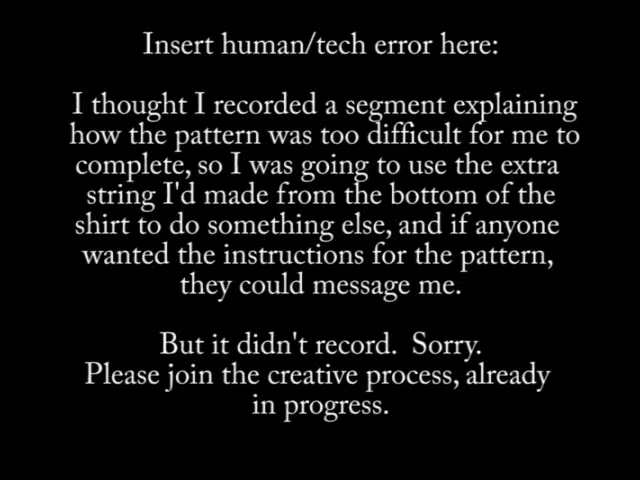 Insert human/tech error here:
I thought I recorded a segment explaining
how the pattern was too difficult for me to
complete, so I was going to use the extra
string I'd made from the bottom of the
shirt to do something else, and if anyone
wanted the instructions for the pattern,
they could message me.
But it didn't record.  Sorry.
Please join the creative process, already
in progress.